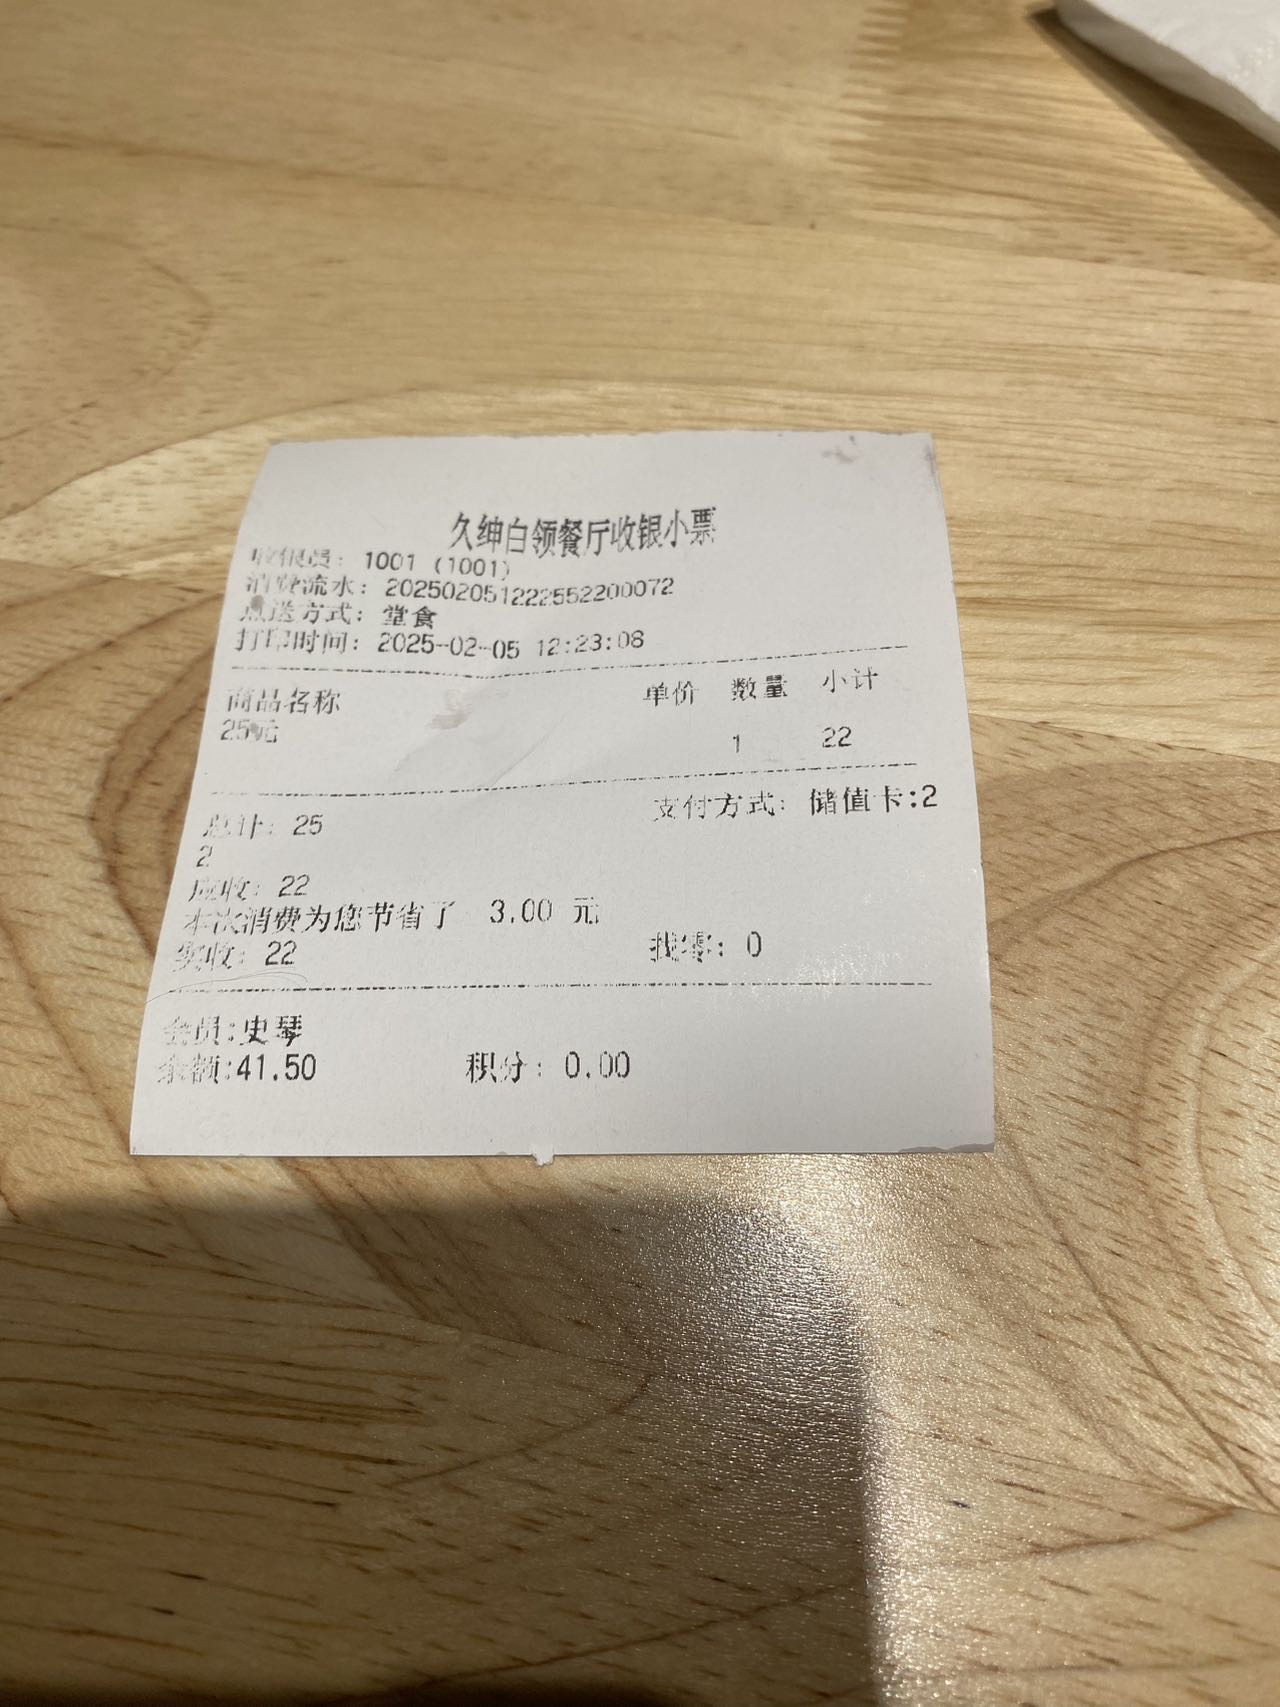 久绅白领餐厅收银小票
收银员: 1001 (1001)
消费流水: 20250205122255220​0072
点送方式: 堂食
打印时间: 2025-02-05 12:23:08
商品名称 单价 数量 小计
25元 1 22
总计: 25 支付方式: 储值卡:2
2
应收: 22
本次消费为您节省了 3.00 元
实收: 22 找零: 0
会员:史琴
余额:41.50 积分: 0.00